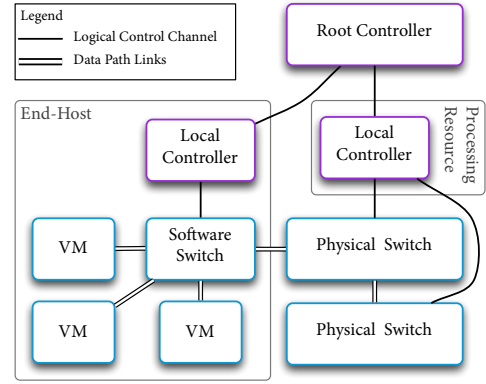 Legend
Logical Control Channel
Data Path Links
Root Controller
End-Host
Local
Controller
Local
Controller
Processing
Resource
VM
Software
Switch
Physical Switch
VM
VM
Physical Switch